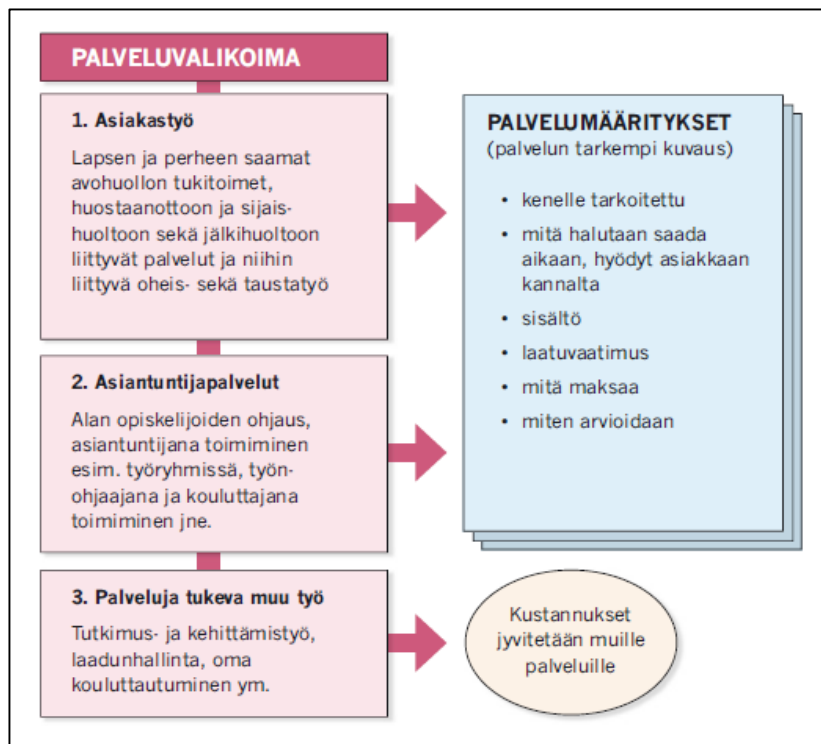 PALVELUVALIKOIMA
1. Asiakastyö
Lapsen ja perheen saamat
avohuollon tukitoimet,
huostaanottoon ja sijais-
huoltoon sekä jälkihuoltoon
liittyvät palvelut ja niihin
liittyvä oheis- sekä taustatyö
2. Asiantuntijapalvelut
Alan opiskelijoiden ohjaus,
asiantuntijana toimiminen
esim. työryhmissä, työn-
ohjaajana ja kouluttajana
toimiminen jne.
3. Palveluja tukeva muu työ
Tutkimus- ja kehittämistyö,
laadunhallinta, oma
kouluttautuminen ym.
PALVELUMÄÄRITYKSET
(palvelun tarkempi kuvaus)
• kenelle tarkoitettu
• mitä halutaan saada
aikaan, hyödyt asiakkaan
kannalta
• sisältö
• laatuvaatimus
• mitä maksaa
• miten arvioidaan
Kustannukset
jyvitetään muille
palveluille